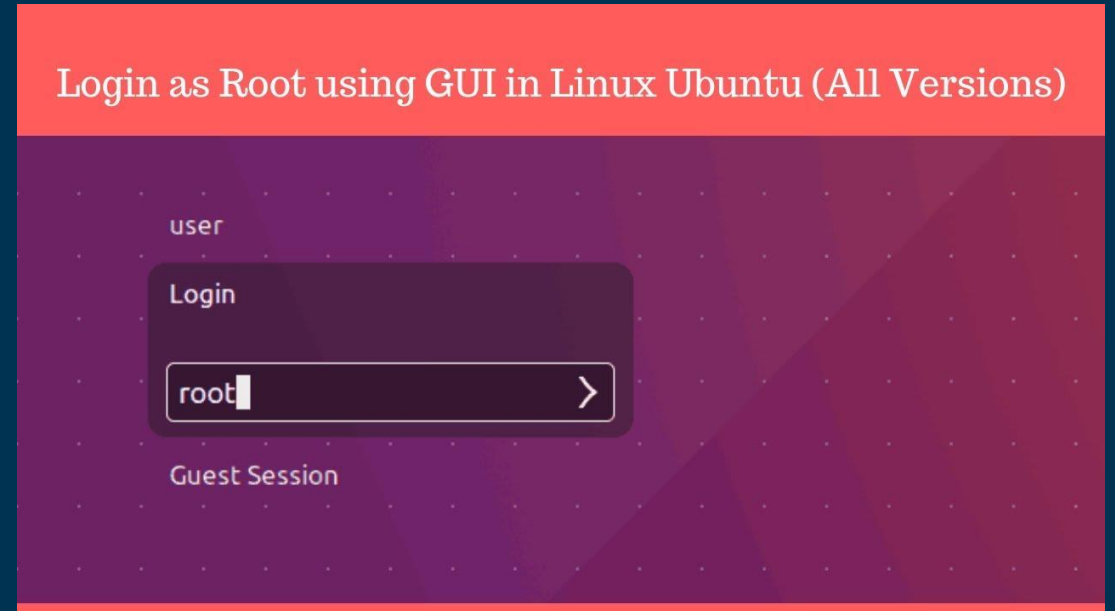 Login as Root using GUI in Linux Ubuntu (All Versions)
user
Login
root
Guest Session